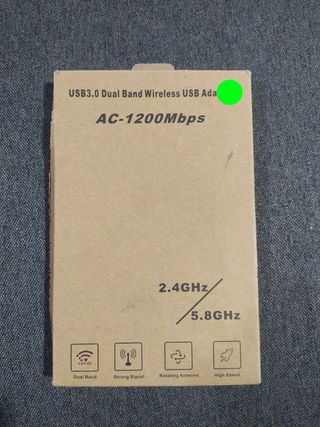 USB3.0 Dual Band Wireless USB Ada
AC-1200Mbps
2.4GHz
5.8GHz
Dual Band
Strong Signal
Rotating Antenna
High Speed